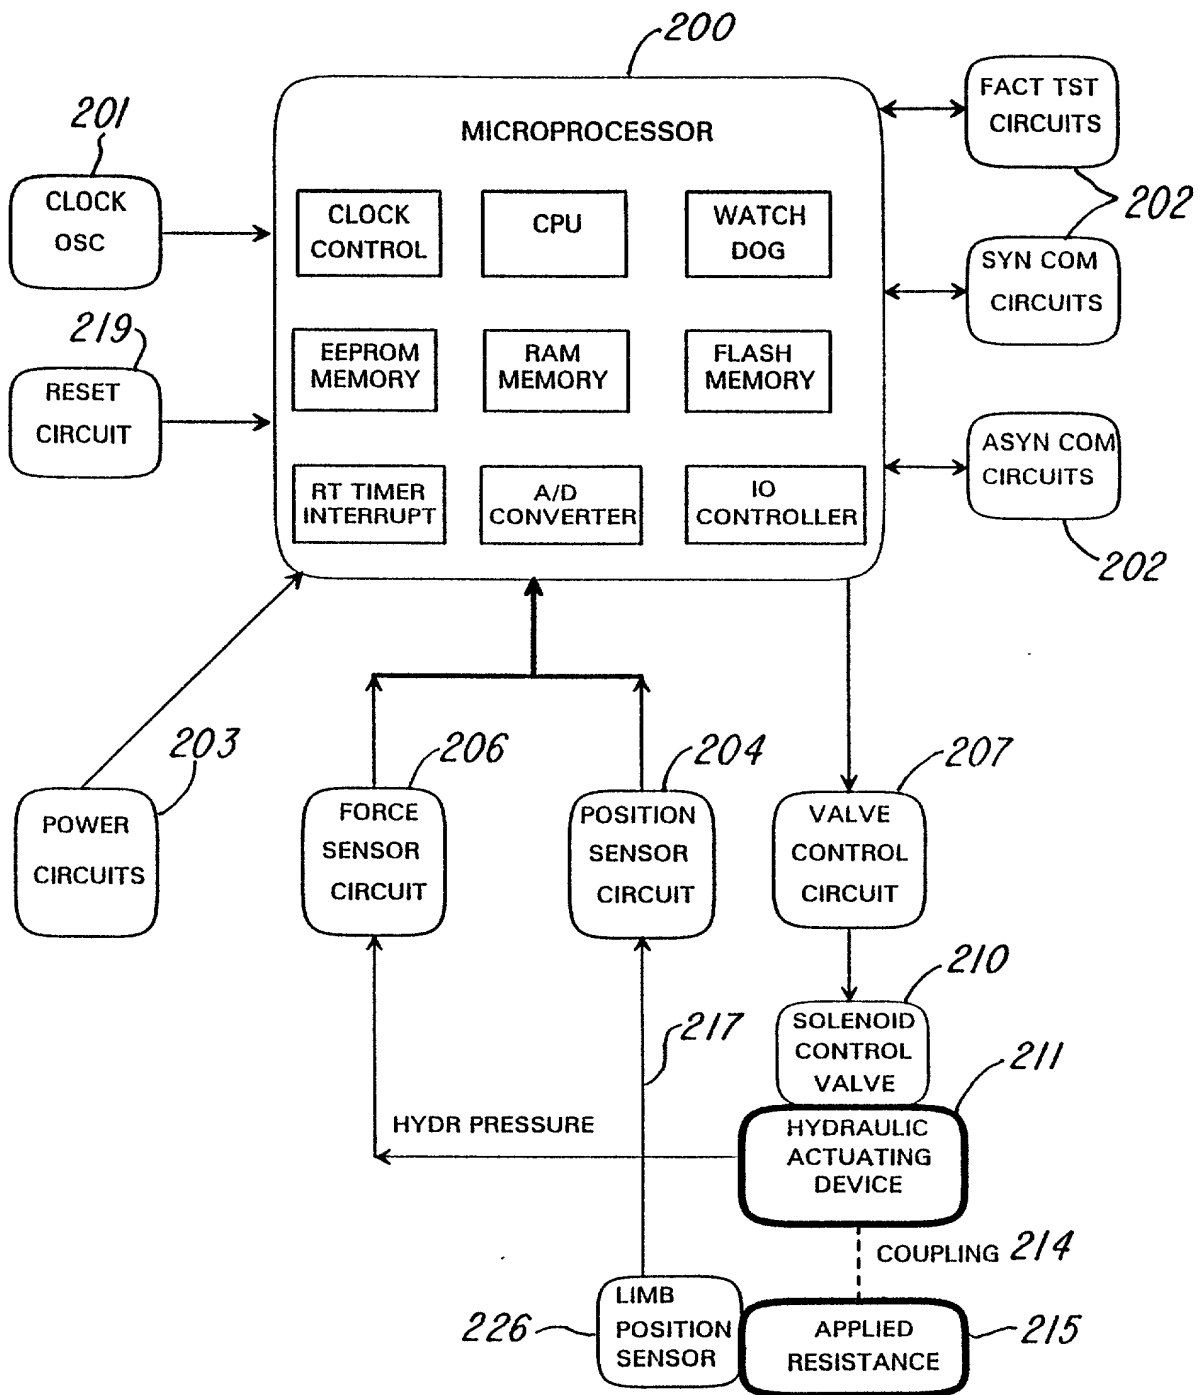 200
FACT TST
CIRCUITS
MICROPROCESSOR
201
CLOCK
OSC
202
CLOCK
CONTROL
CPU
WATCH
DOG
SYN COM
CIRCUITS
219
RESET
CIRCUIT
EEPROM
MEMORY
RAM
MEMORY
FLASH
MEMORY
ASYN COM
CIRCUITS
RT TIMER
INTERRUPT
A/D
CONVERTER
IO
CONTROLLER
202
203
206
204
207
POWER
CIRCUITS
FORCE
SENSOR
CIRCUIT
POSITION
SENSOR
CIRCUIT
VALVE
CONTROL
CIRCUIT
210
217
SOLENOID
CONTROL
VALVE
211
HYDR PRESSURE
HYDRAULIC
ACTUATING
DEVICE
COUPLING 214
226
LIMB
POSITION
SENSOR
APPLIED
RESISTANCE
215